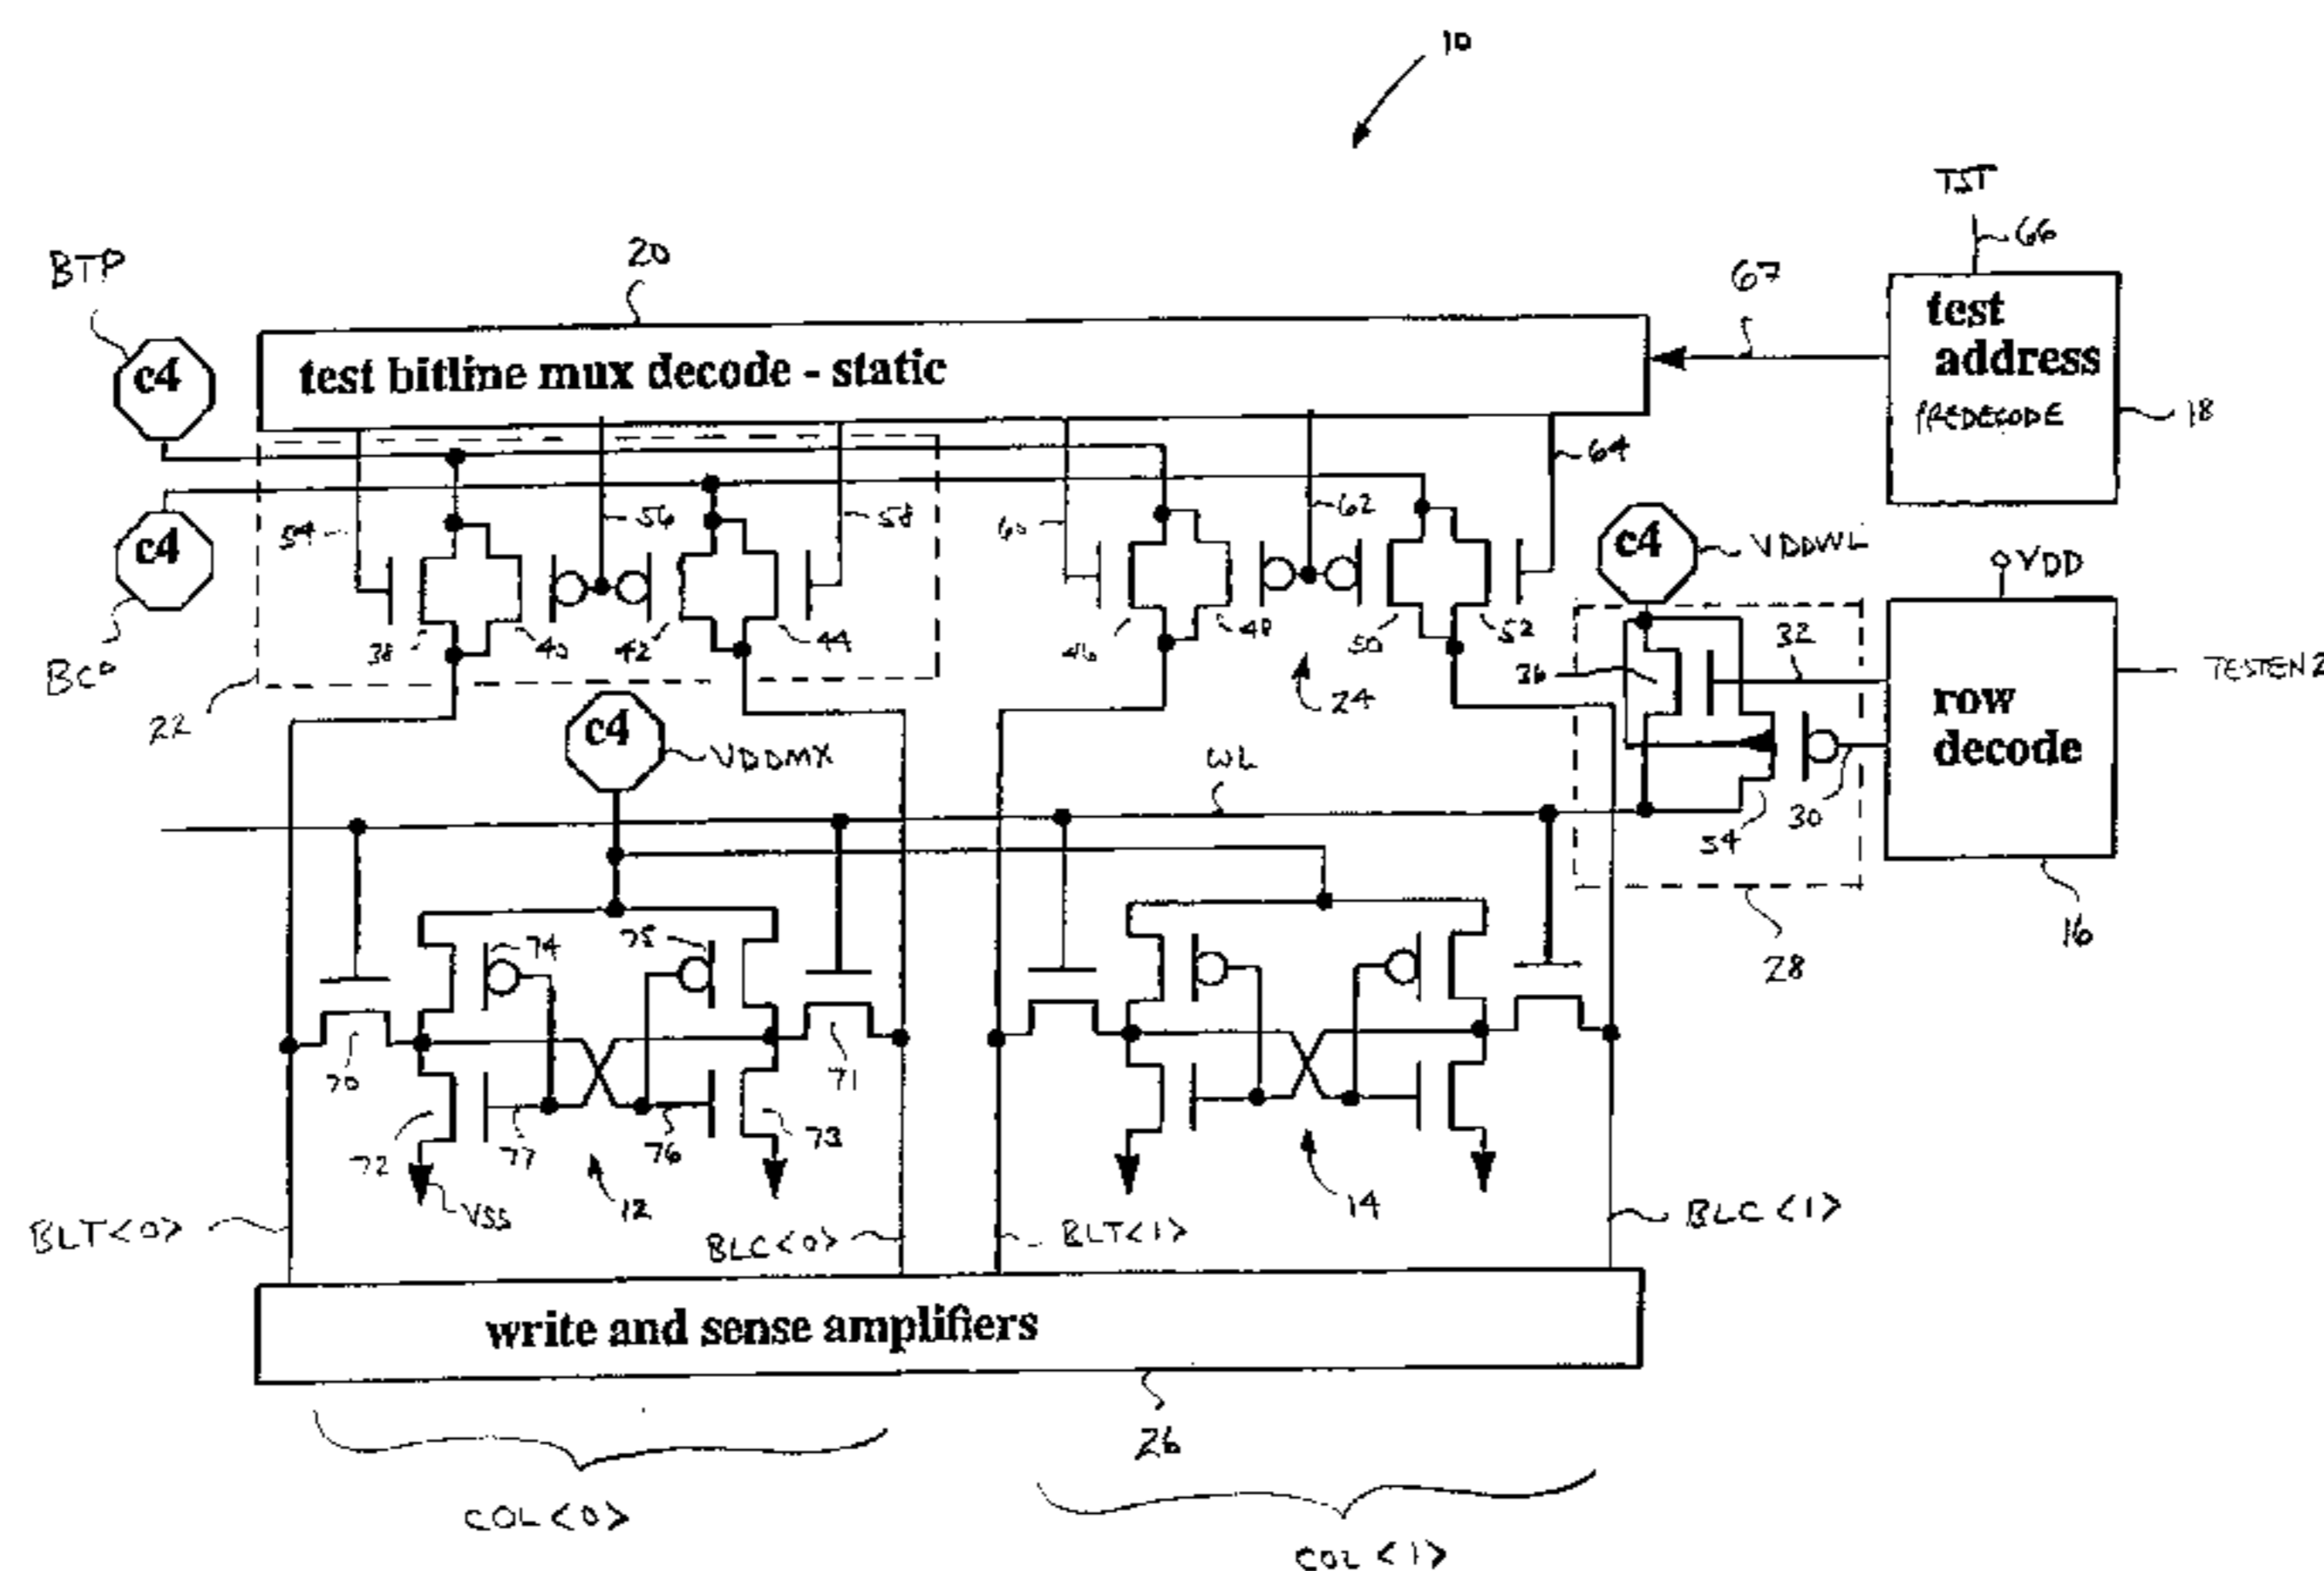 10
TST
66
BTP
20
67
c4
test bitline mux decode - static
test
address
PREDECODE
18
64
54
56
58
60
62
c4
c4
VDDWL
VDD
BCP
38
40
42
44
46
48
50
52
32
36
TESTEN2
22
c4
24
row
decode
VDDMX
WL
34
30
74
75
28
16
70
71
72
77
76
73
VSS
12
14
BLT<0>
BLC<0>
BLT<1>
BLC<1>
write and sense amplifiers
26
COL<0>
COL<1>